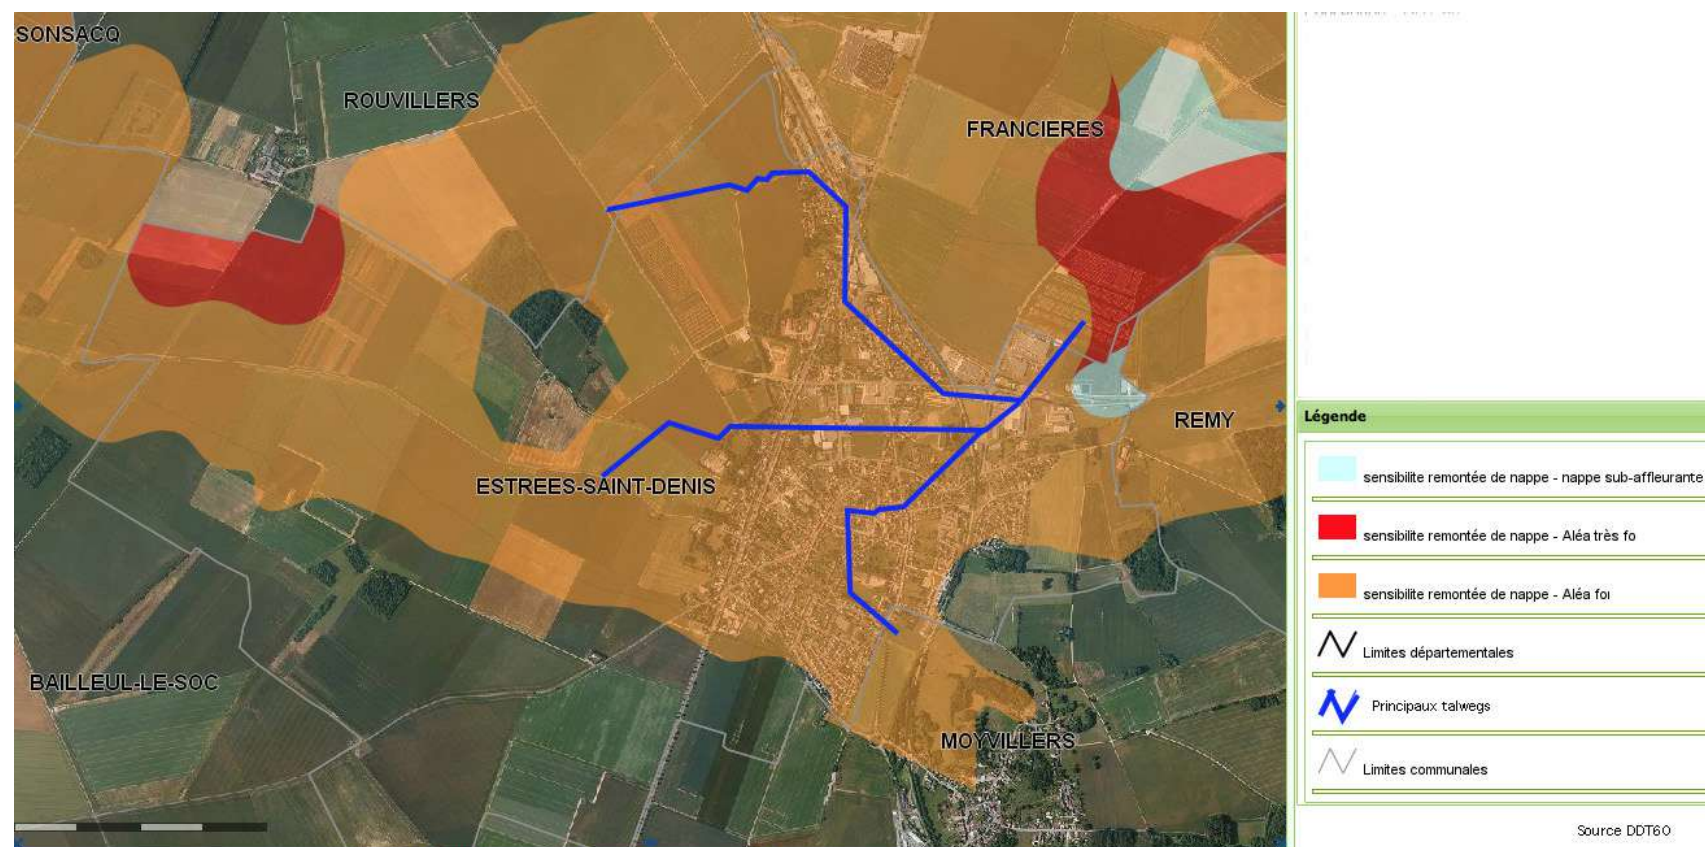 SONSACQ
ROUVILLERS
FRANCIERES
REMY
ESTREES-SAINT-DENIS
BAILLEUL-LE-SOC
MOYVILLERS
Légende
sensibilite remontée de nappe - nappe sub-affleurante
sensibilite remontée de nappe - Aléa très fo
sensibilite remontée de nappe - Aléa foi
Limites départementales
Principaux talwegs
Limites communales
Source DDT60